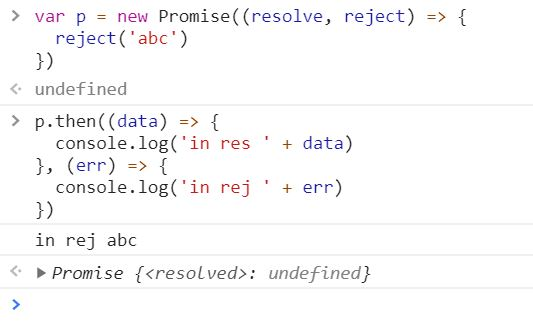 > var p = new Promise((resolve, reject) => {
reject('abc')
})
undefined
> p.then((data) => {
console.log('in res ' + data)
}, (err) => {
console.log('in rej ' + err)
})
in rej abc
▶ Promise {<resolved>: undefined}
>